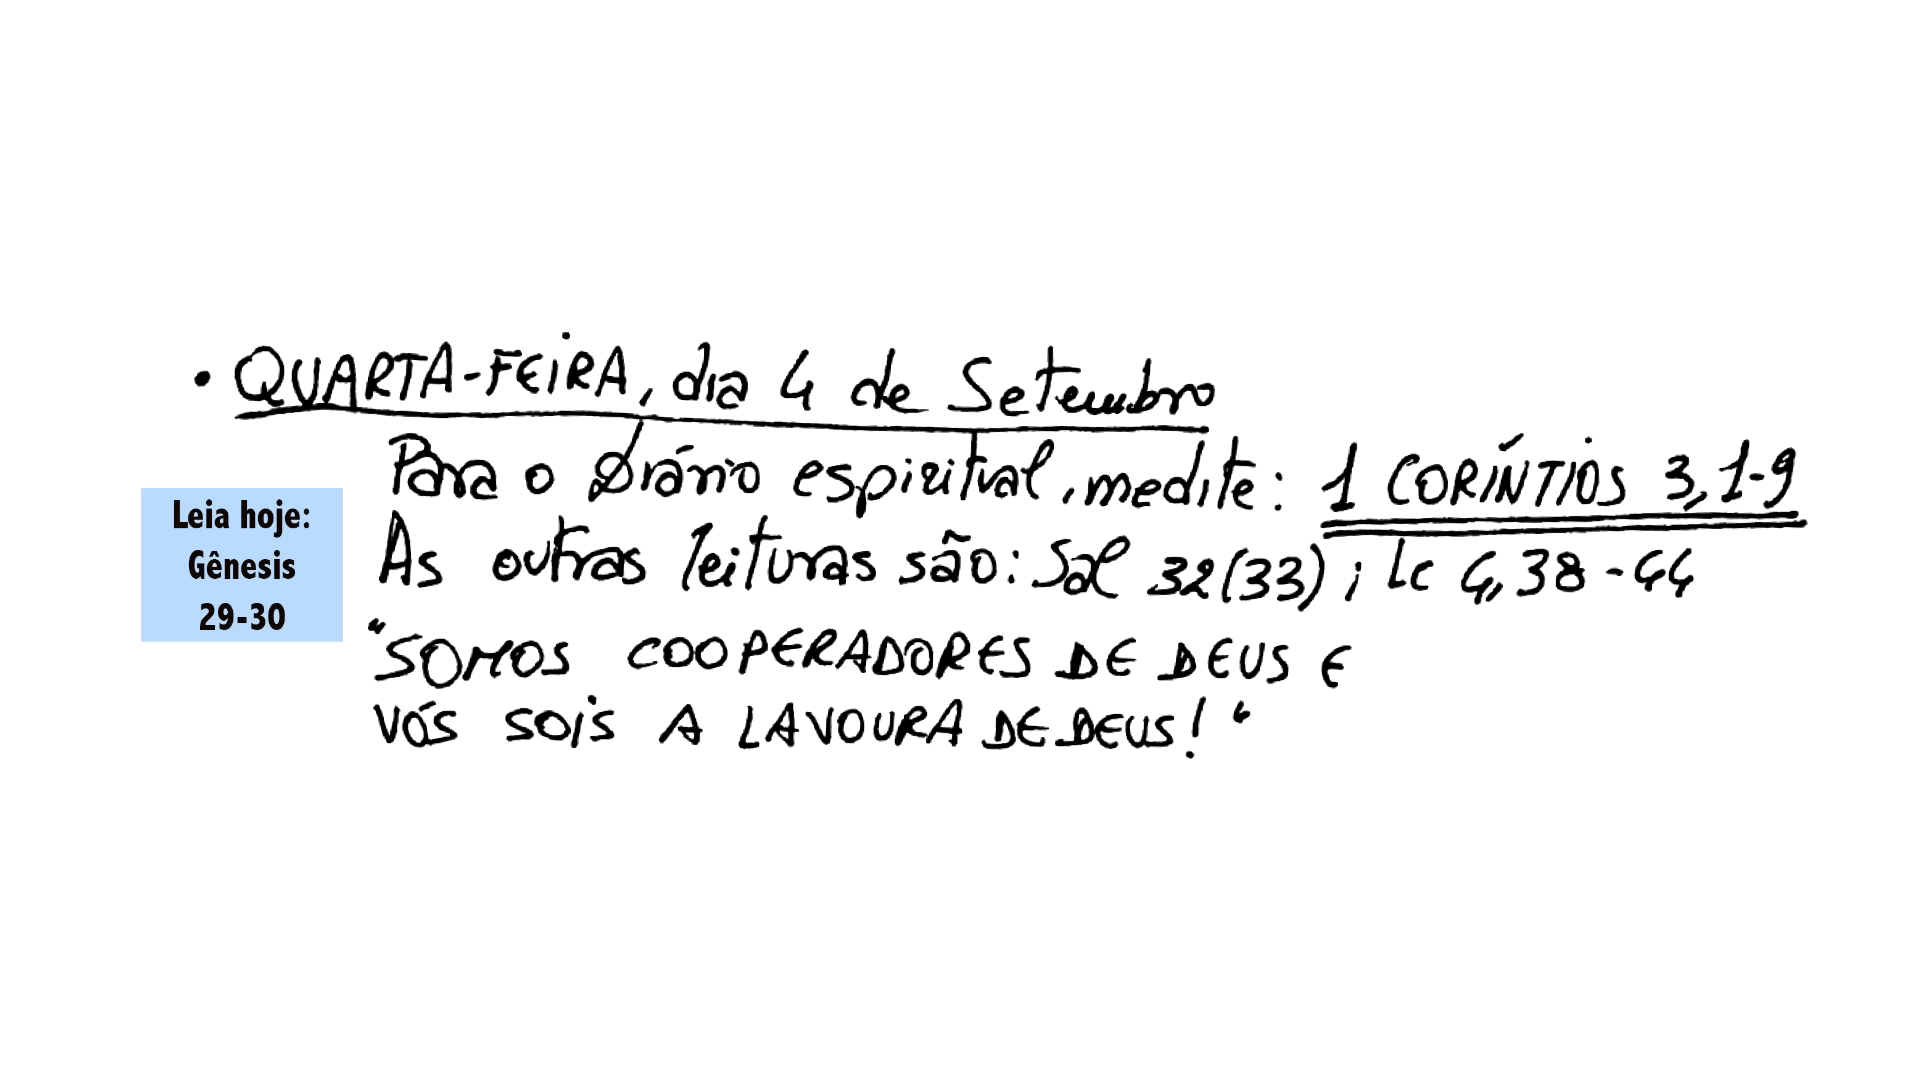 • QUARTA-FEIRA, dia 4 de Setembro
Para o Diário espiritual, medite: 1 CORÍNTIOS 3, 1-9
As outras leituras são: Sal 32(33) ; Lc 4, 38-44
"SOMOS COOPERADORES DE DEUS E
VÓS SOIS A LAVOURA DE DEUS!"
Leia hoje:
Gênesis
29-30